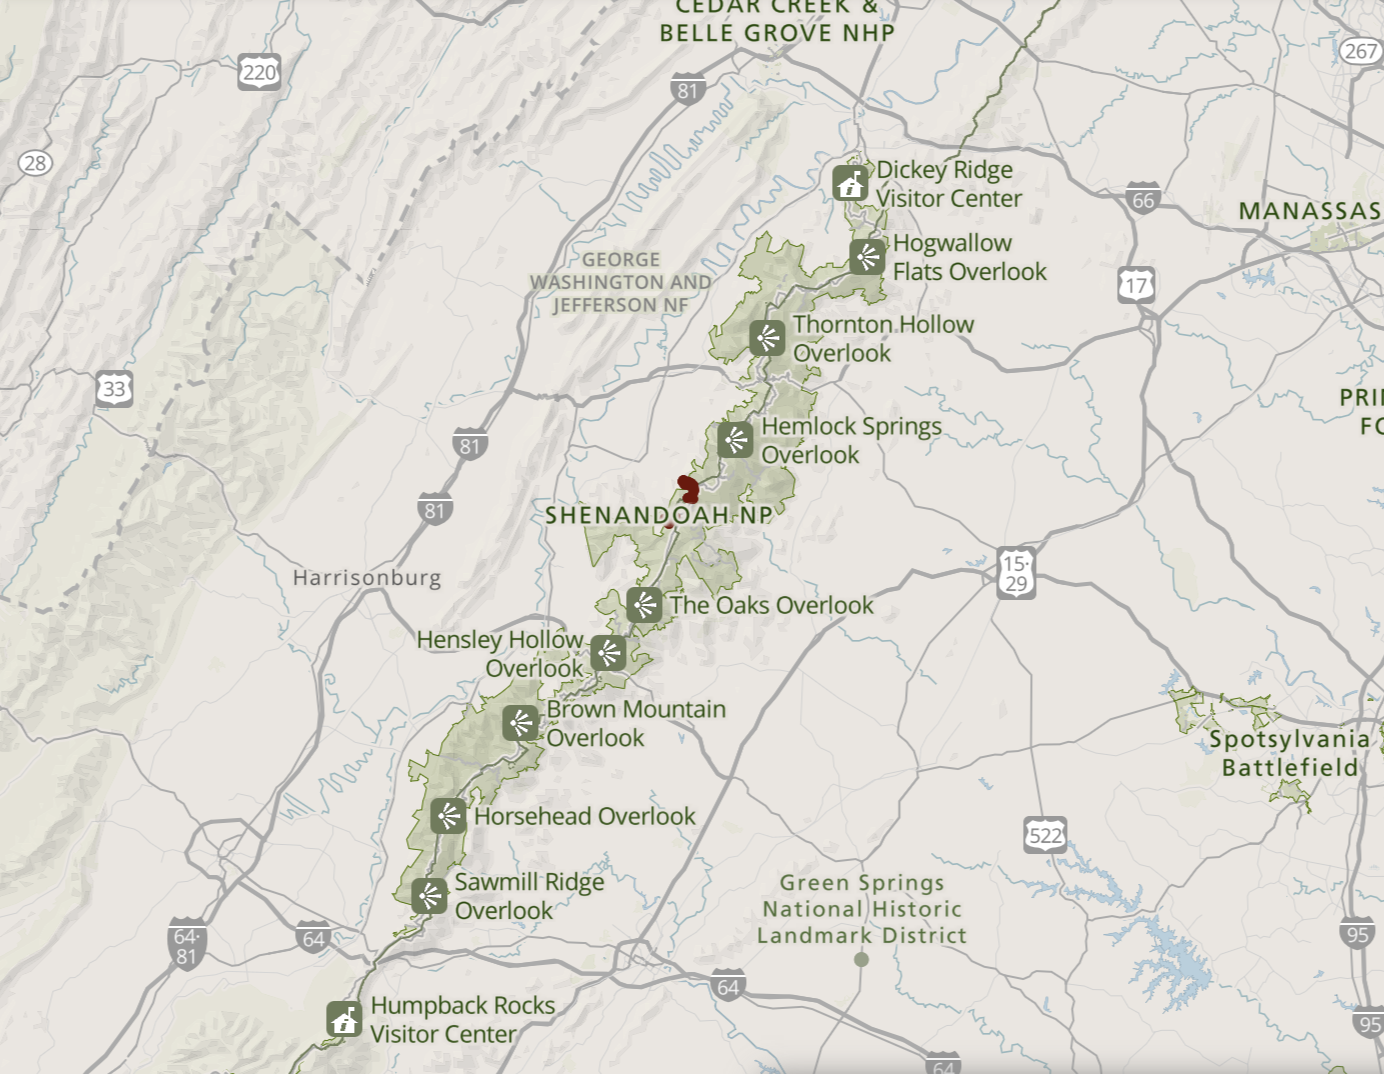 CEDAR CREEK &
BELLE GROVE NHP
267
220
81
28
Dickey Ridge
Visitor Center
66
MANASSAS
Hogwallow
Flats Overlook
GEORGE
WASHINGTON AND
JEFFERSON NF
17
Thornton Hollow
Overlook
33
PRI
FO
Hemlock Springs
Overlook
81
81
SHENANDOAH NP
15·
29
Harrisonburg
The Oaks Overlook
Hensley Hollow
Overlook
Brown Mountain
Overlook
Spotsylvania
Battlefield
Horsehead Overlook
522
Sawmill Ridge
Overlook
Green Springs
National Historic
Landmark District
64·
81
64
95
64
Humpback Rocks
Visitor Center
95
64